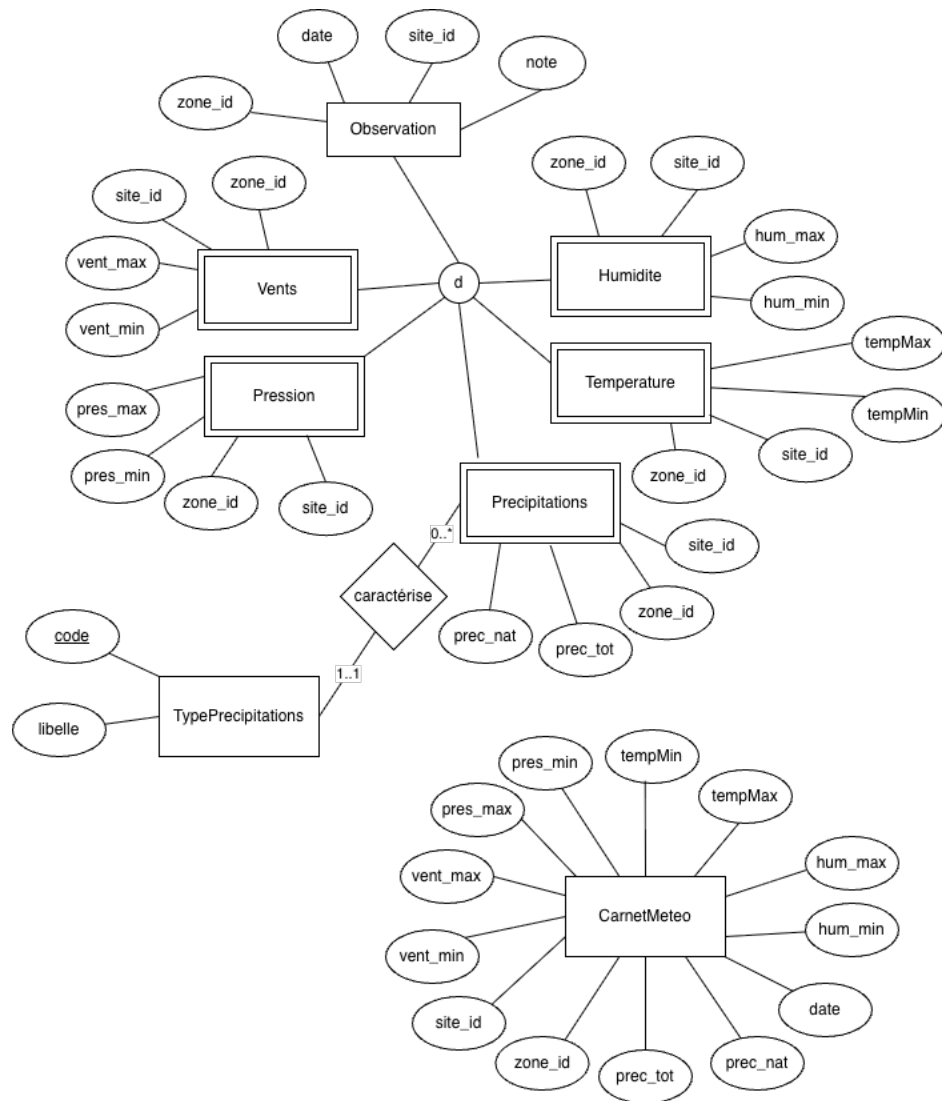 date
site_id
note
zone_id
Observation
zone_id
site_id
zone_id
site_id
vent_max
vent_min
Vents
d
Humidite
hum_max
hum_min
Pression
pres_max
pres_min
zone_id
site_id
Temperature
tempMax
tempMin
site_id
zone_id
Precipitations
site_id
zone_id
prec_nat
prec_tot
0..*
caractérise
1..1
code
libelle
TypePrecipitations
tempMin
pres_min
tempMax
pres_max
hum_max
vent_max
CarnetMeteo
hum_min
vent_min
date
site_id
zone_id
prec_tot
prec_nat